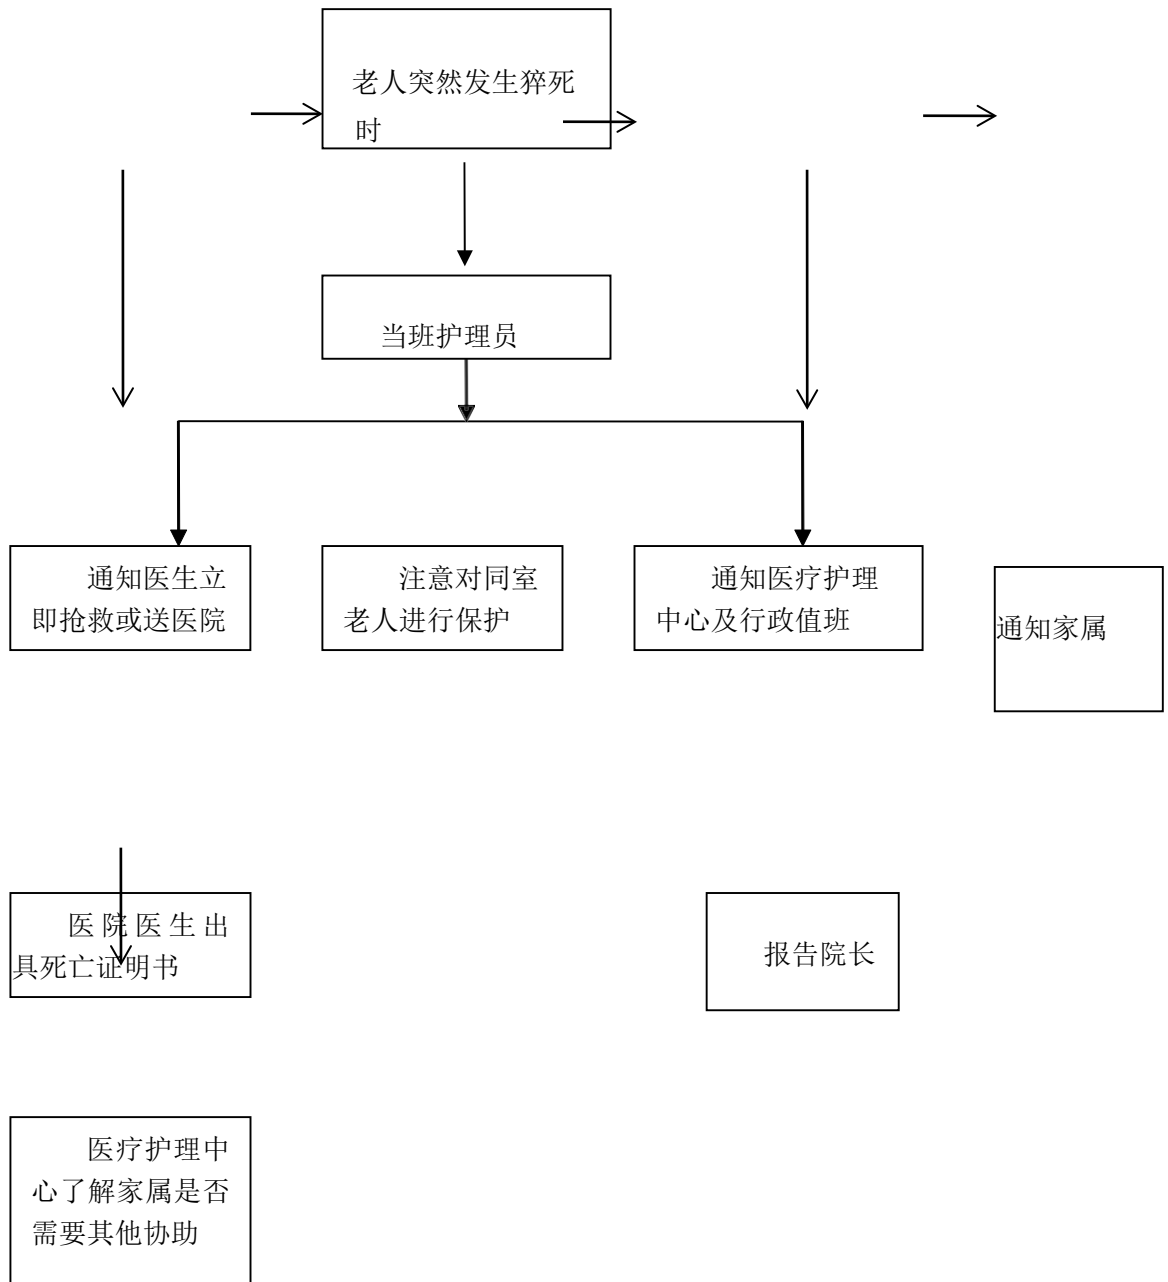 老人突然发生猝死
时
当班护理员
通知医生立
即抢救或送医院
注意对同室
老人进行保护
通知医疗护理
中心及行政值班
通知家属
医院医生出
具死亡证明书
报告院长
医疗护理中
心了解家属是否
需要其他协助